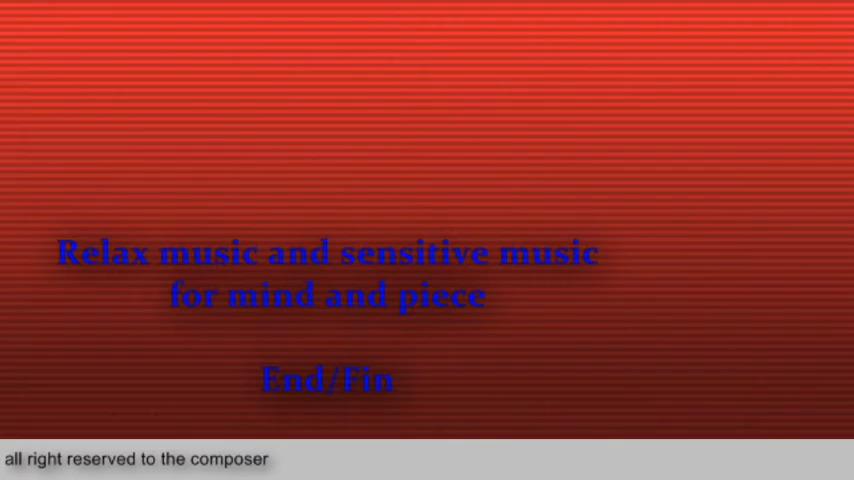 Relax music and sensitive music
for mind and piece
End/Fin
all right reserved to the composer